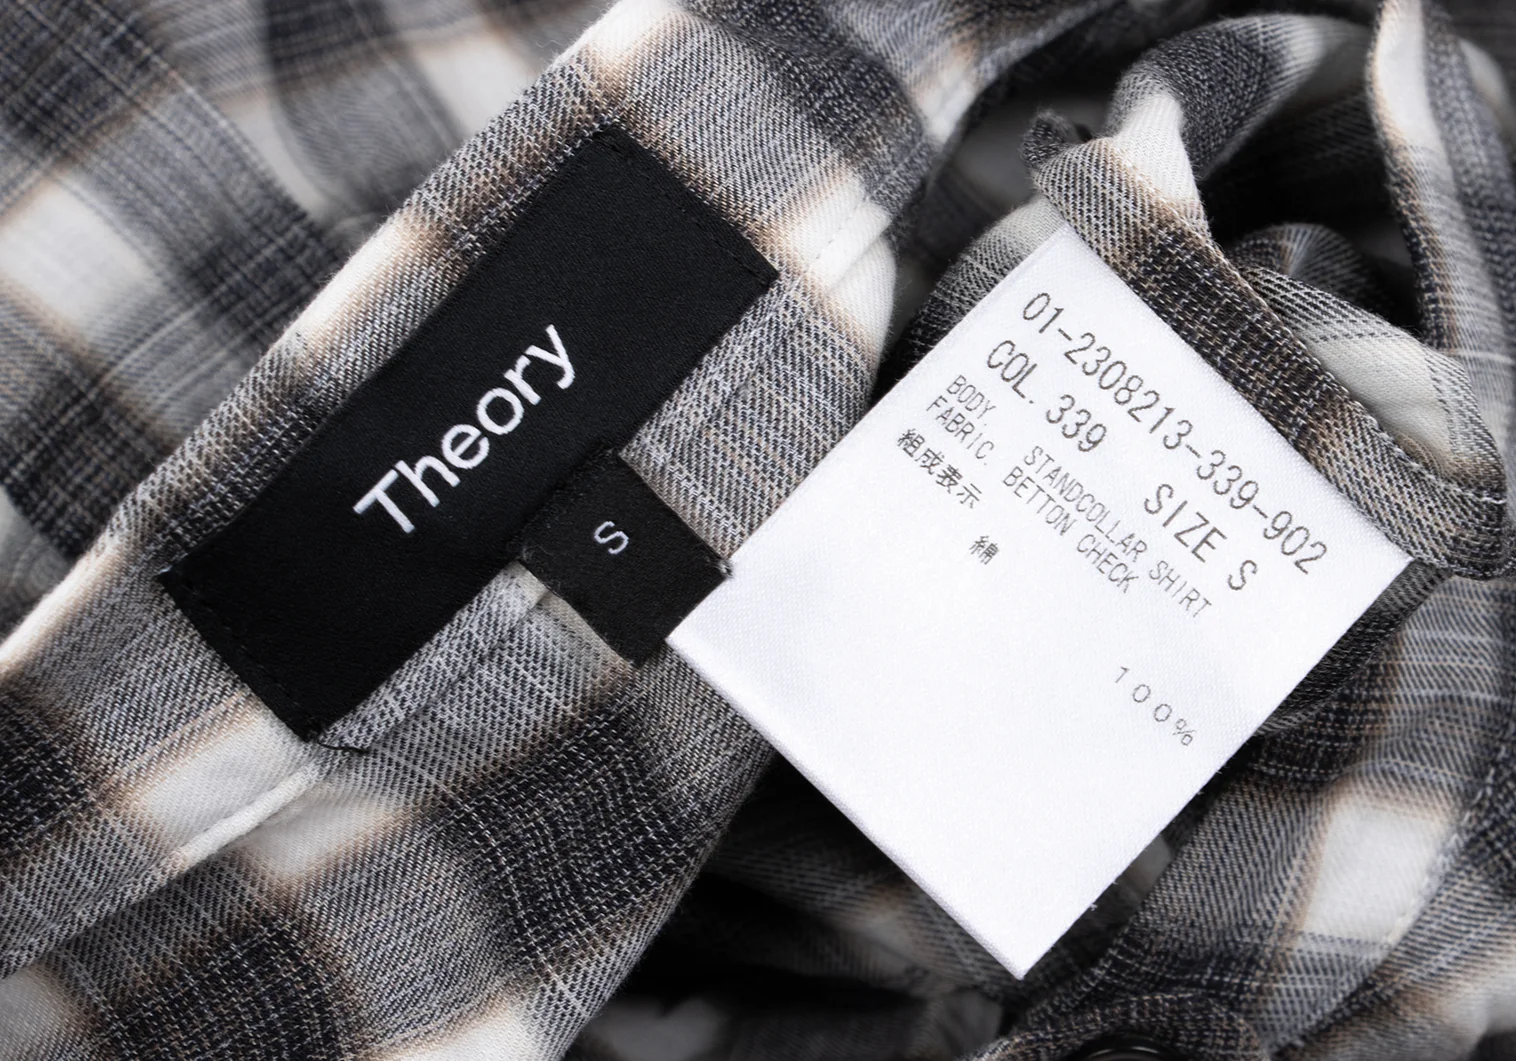 Theory
S
01-2308213-339-902
COL. 339 SIZE S
BODY. STANDCOLLAR SHIRT
FABRIC. BETTON CHECK
組成表示
綿 100%